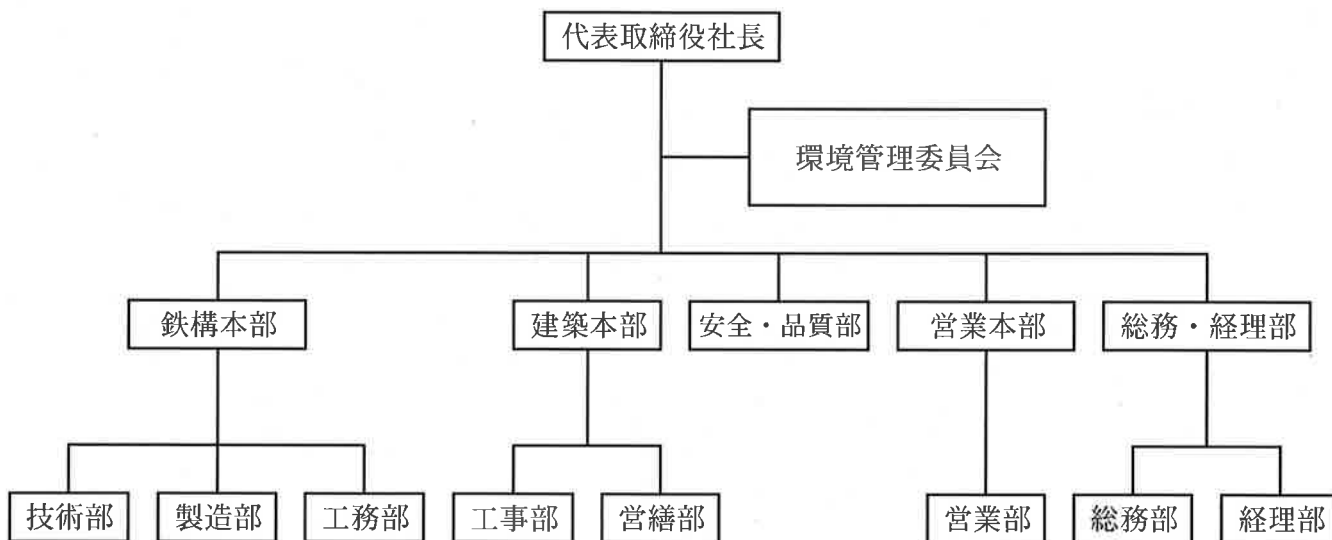 代表取締役社長
環境管理委員会
鉄構本部
建築本部
安全・品質部
営業本部
総務・経理部
技術部
製造部
工務部
工事部
営繕部
営業部
総務部
経理部